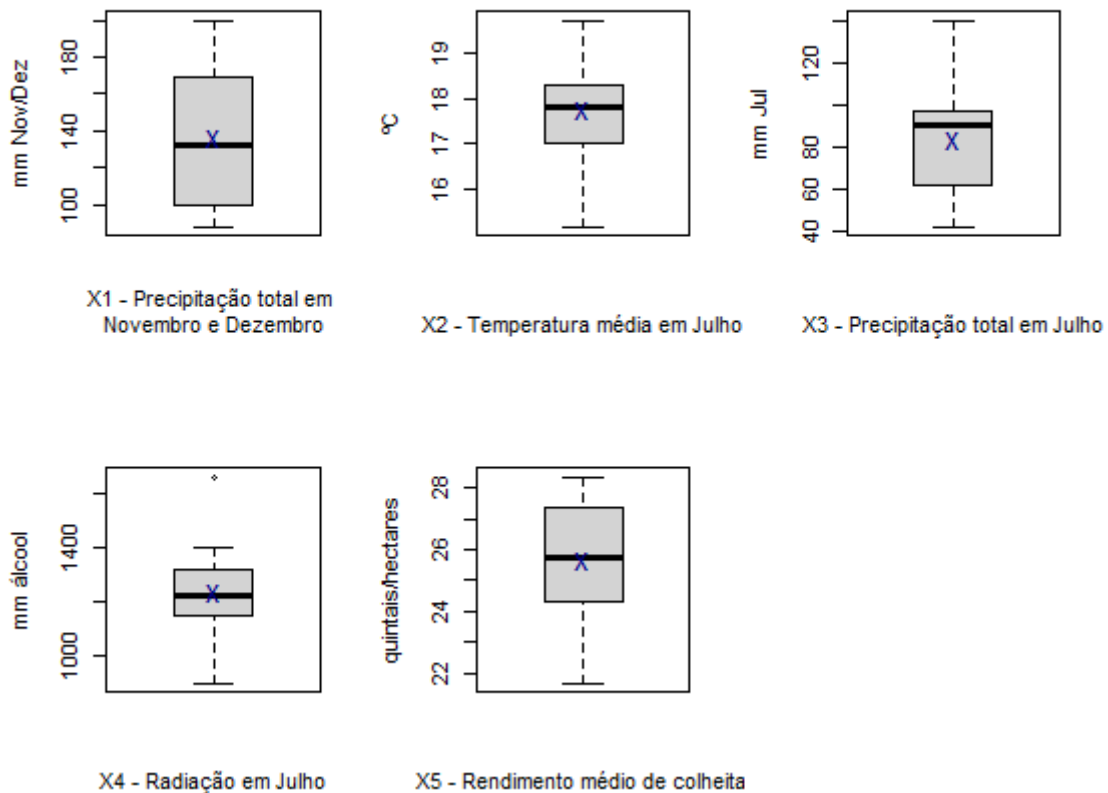 mm Nov/Dez
180
140
100
X
X1 - Precipitação total em
Novembro e Dezembro
ºC
19
18
17
16
X
X2 - Temperatura média em Julho
mm Jul
120
80
60
40
X
X3 - Precipitação total em Julho
mm álcool
1400
1000
X
X4 - Radiação em Julho
quintais/hectares
28
26
24
22
X
X5 - Rendimento médio de colheita